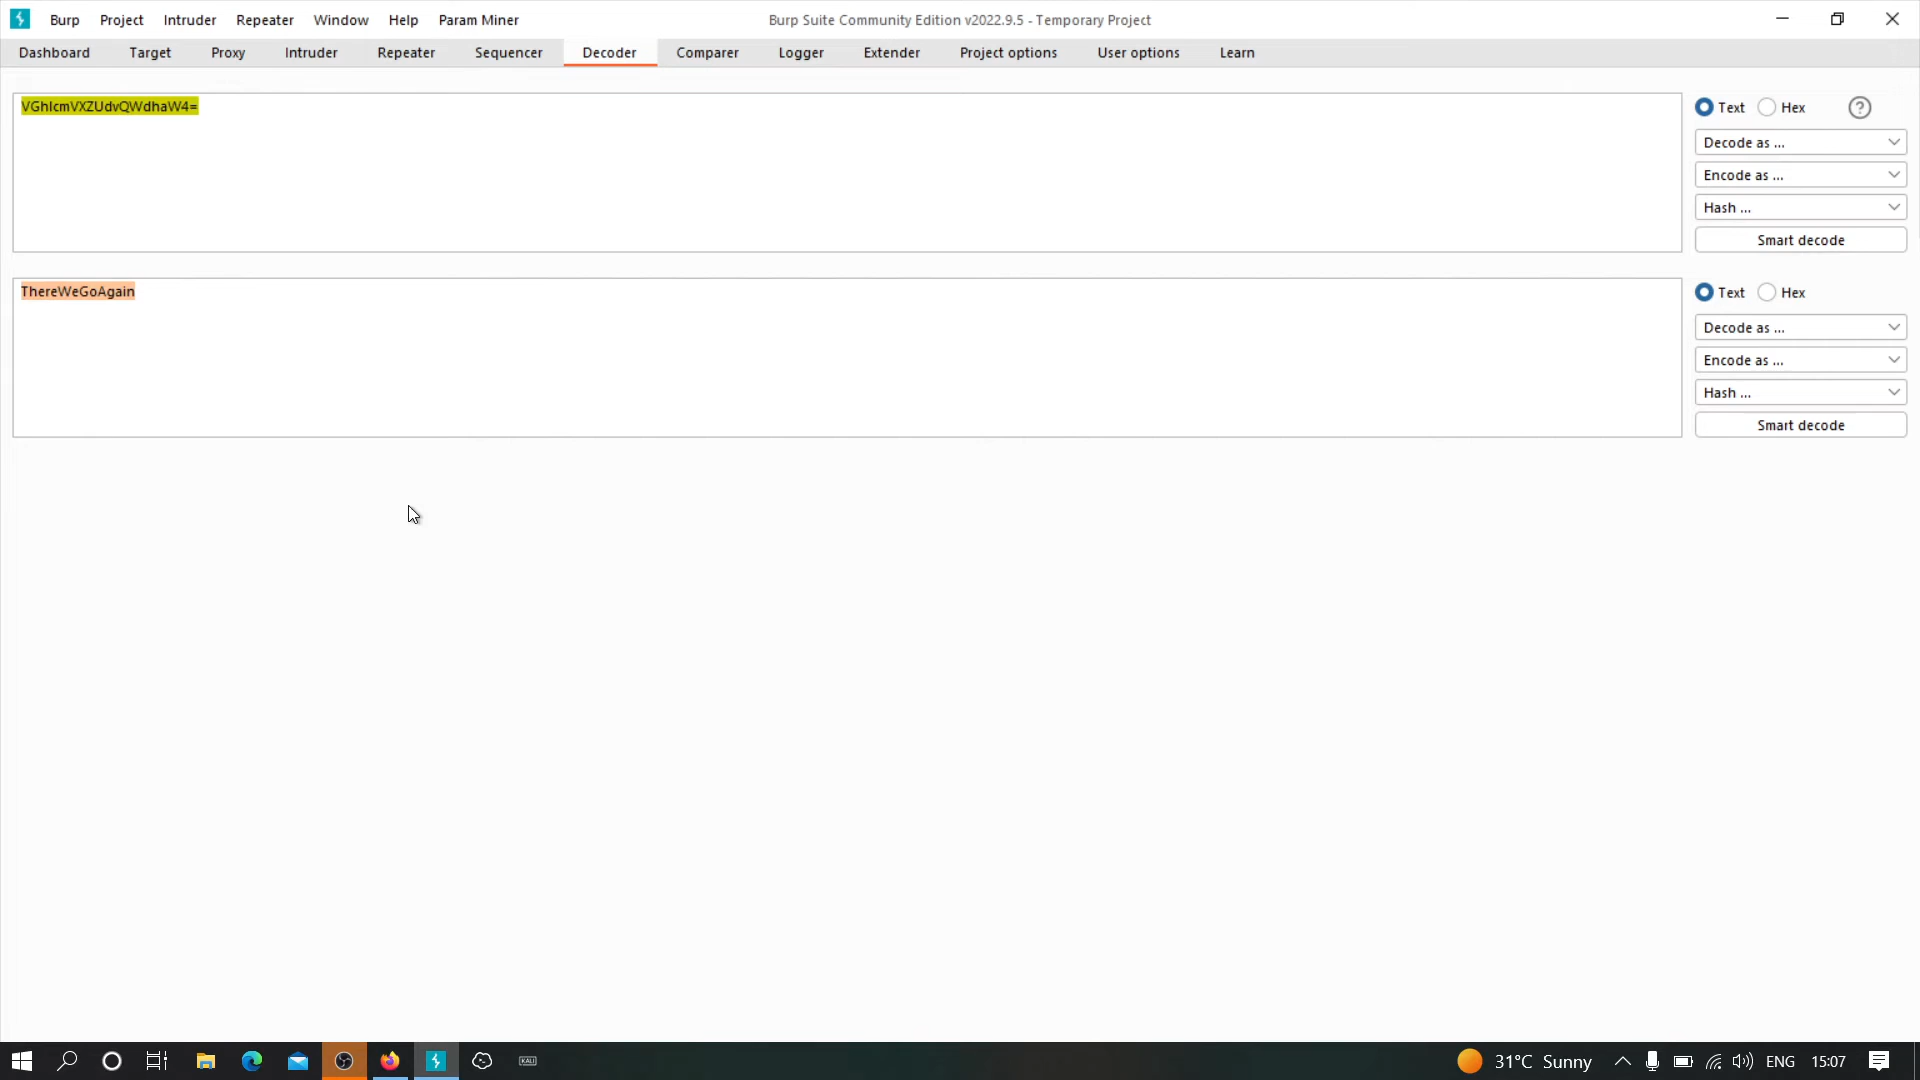 Burp Project Intruder Repeater Window Help Param Miner Burp Suite Community Edition v2022.9.5 - Temporary Project
Dashboard Target Proxy Intruder Repeater Sequencer Decoder Comparer Logger Extender Project options User options Learn
VGhlcmVXZUdvQWdhaW4=
Text Hex ?
Decode as ...
Encode as ...
Hash ...
Smart decode
ThereWeGoAgain
Text Hex
Decode as ...
Encode as ...
Hash ...
Smart decode
KALI 31°C Sunny ENG 15:07